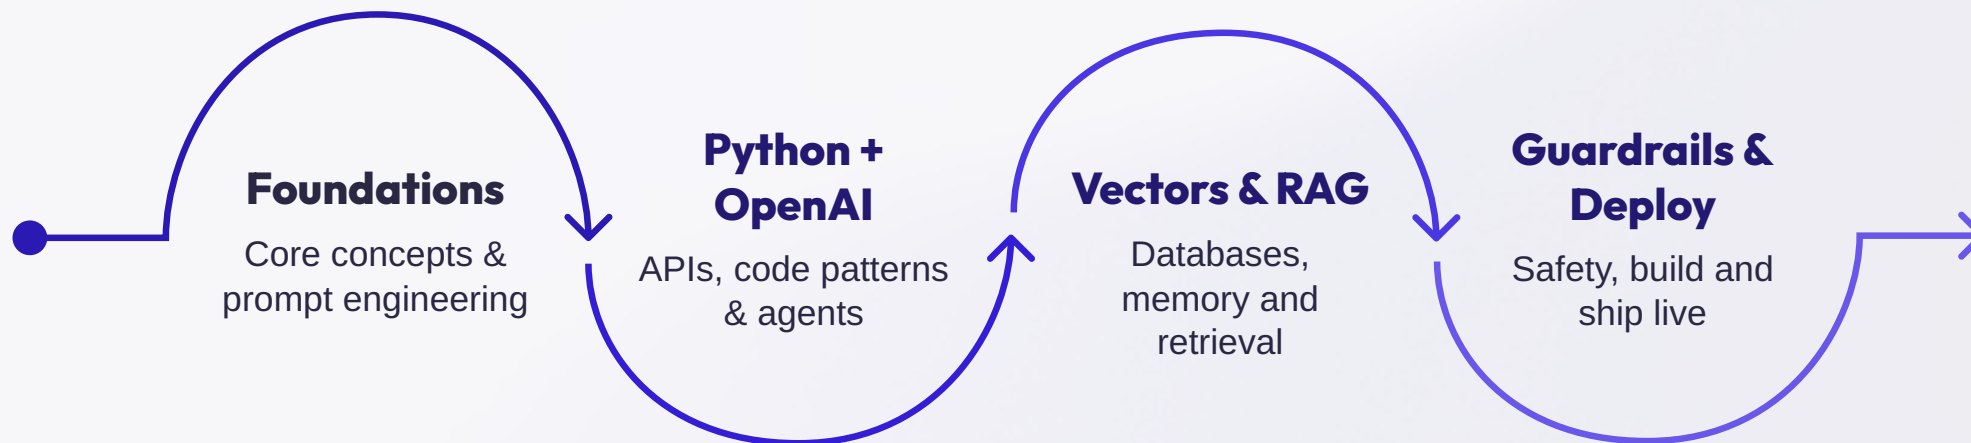 Foundations
Core concepts &
prompt engineering
Python +
OpenAI
APIs, code patterns
& agents
Vectors & RAG
Databases,
memory and
retrieval
Guardrails &
Deploy
Safety, build and
ship live